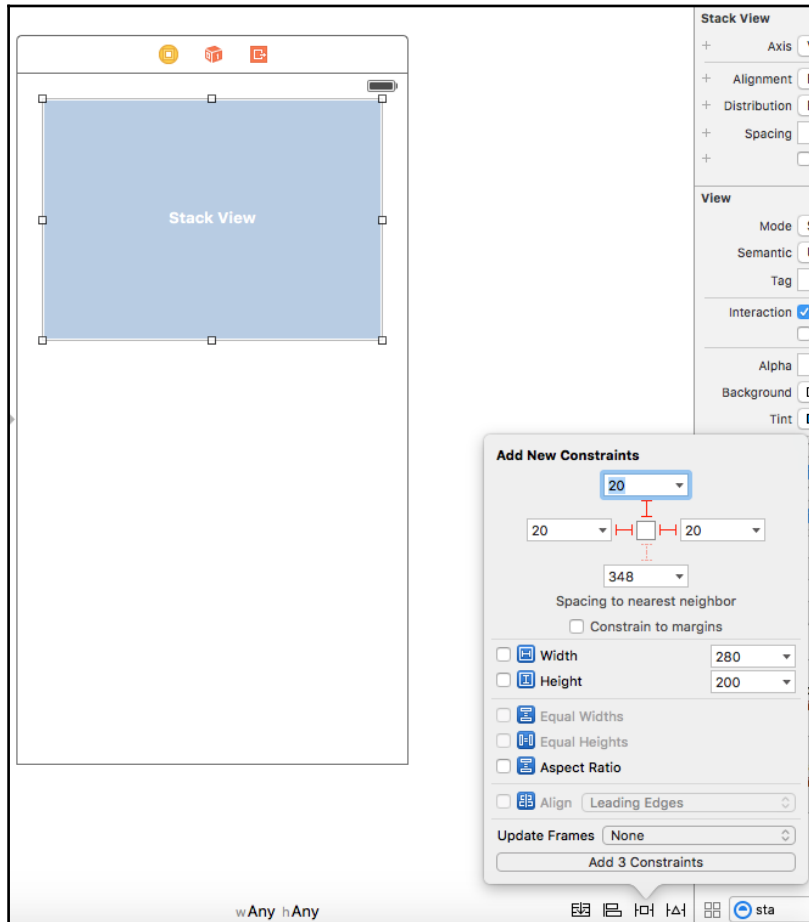 Stack View
Axis
Alignment
Distribution
Spacing
Stack View
View
Mode
Semantic
Tag
Interaction
Alpha
Background
Tint
Add New Constraints
20
20 20
348
Spacing to nearest neighbor
Constrain to margins
Width 280
Height 200
Equal Widths
Equal Heights
Aspect Ratio
Align Leading Edges
Update Frames None
Add 3 Constraints
wAny hAny
sta